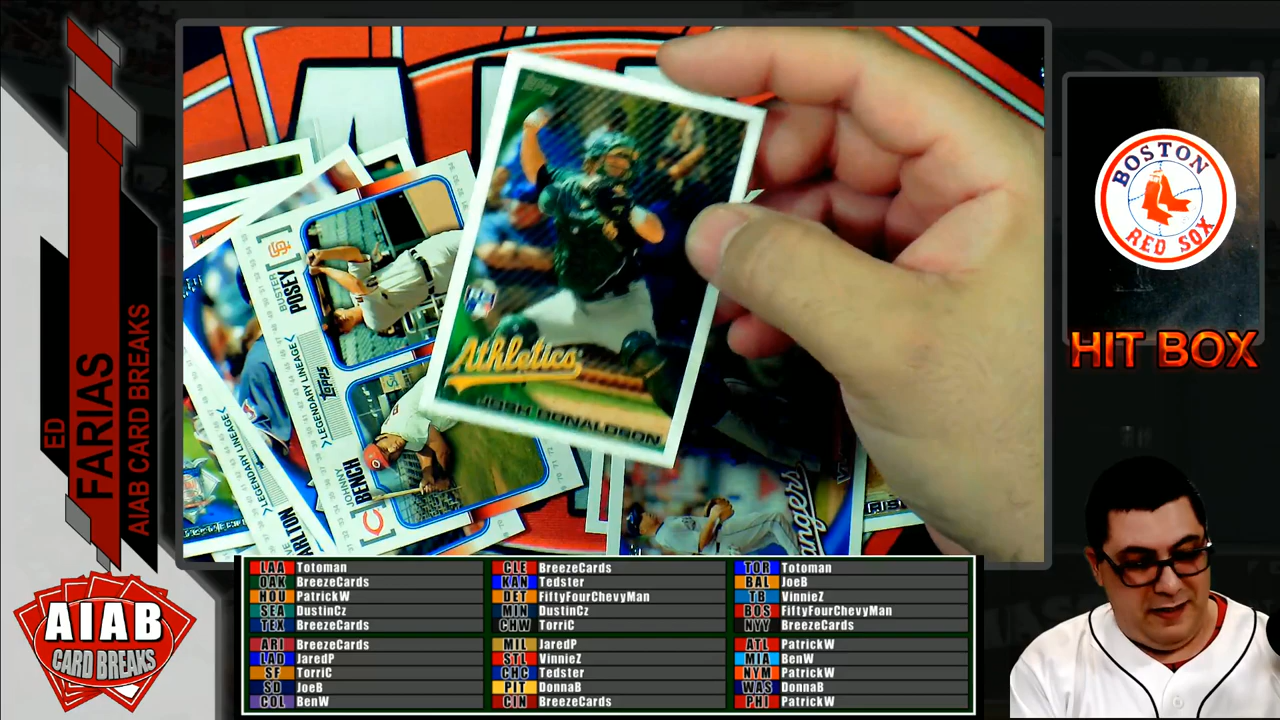 ED
FARIAS
AIAB CARD BREAKS
AIAB
CARD BREAKS
Topps
Athletics
JOSH DONALDSON
BUSTER
POSEY
LEGENDARY LINEAGE
Topps
JOHNNY
BENCH
LEGENDARY LINEAGE
BOSTON
RED SOX
HIT BOX
LAA Totoman
OAK BreezeCards
HOU PatrickW
SEA DustinCz
TEX BreezeCards
ARI BreezeCards
LAD JaredP
SF TorriC
SD JoeB
COL BenW
CLE BreezeCards
KAN Tedster
DET FiftyFourChevyMan
MIN DustinCz
CHW TorriC
MIL JaredP
STL VinnieZ
CHC Tedster
PIT DonnaB
CIN BreezeCards
TOR Totoman
BAL JoeB
TB VinnieZ
BOS FiftyFourChevyMan
NYY BreezeCards
ATL PatrickW
MIA BenW
NYM PatrickW
WAS DonnaB
PHI PatrickW